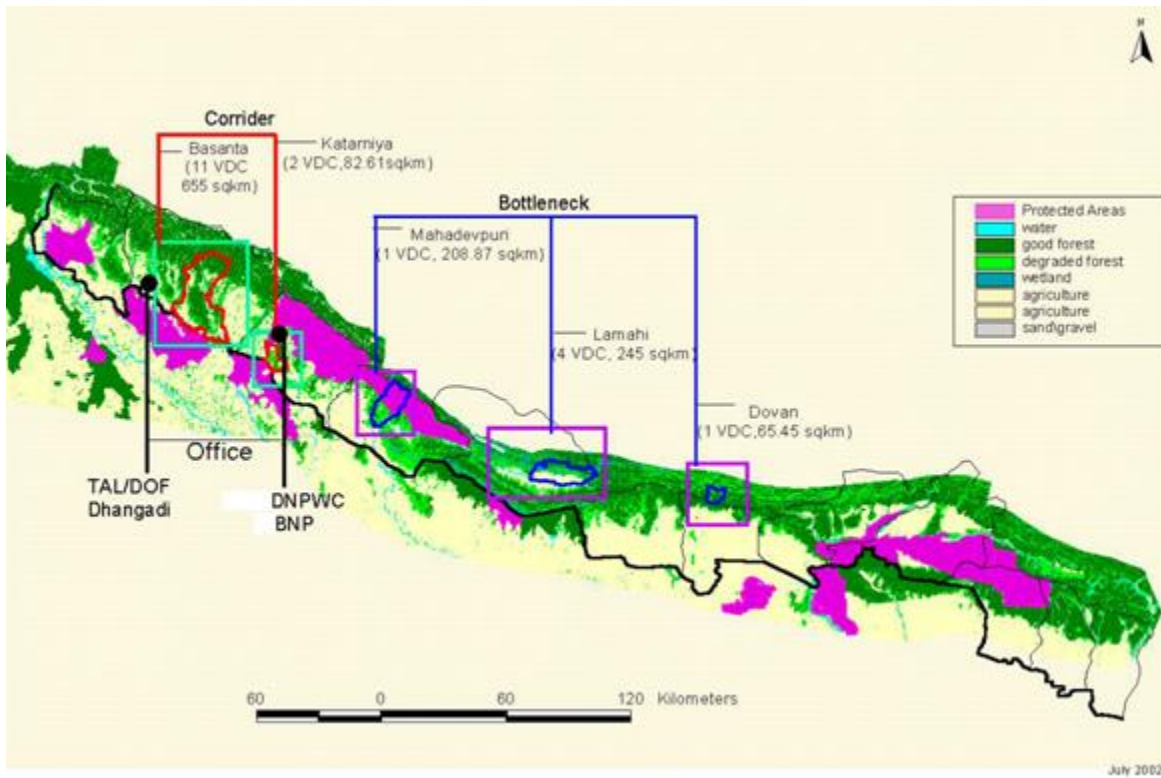 N
Corrider
Basanta
(11 VDC
655 sqkm)
Katarniya
(2 VDC,82.61sqkm)
Bottleneck
Mahadevpuri
(1 VDC, 208.87 sqkm)
Lamahi
(4 VDC, 245 sqkm)
Dovan
(1 VDC,65.45 sqkm)
Protected Areas
water
good forest
degraded forest
wetland
agriculture
agriculture
sand\gravel
Office
TAL/DOF
Dhangadi
DNPWC
BNP
60 0 60 120 Kilometers
July 2002